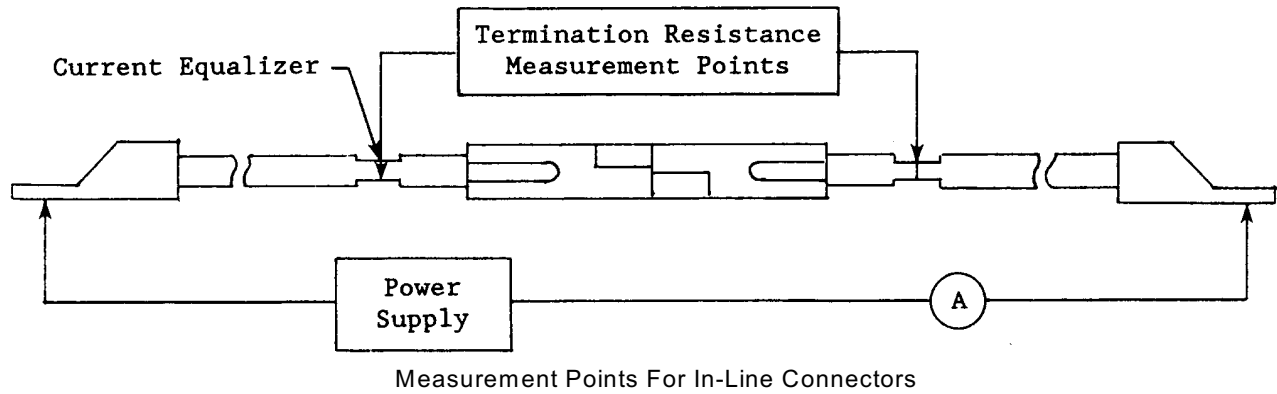 Termination Resistance
Measurement Points
Current Equalizer
Power
Supply
A
Measurement Points For In-Line Connectors